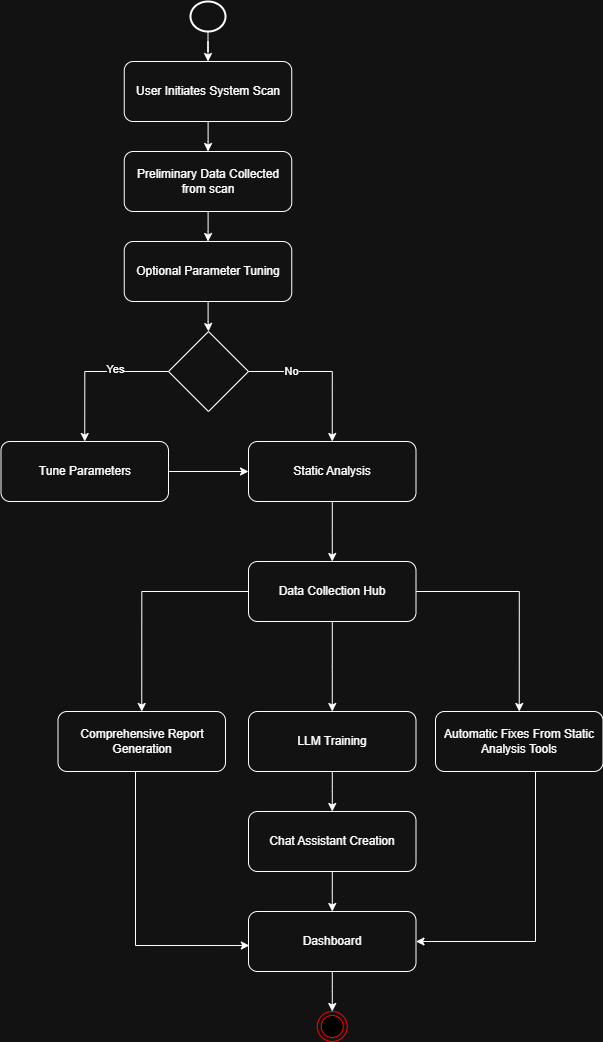 User Initiates System Scan
Preliminary Data Collected
from scan
Optional Parameter Tuning
Yes
No
Tune Parameters
Static Analysis
Data Collection Hub
Comprehensive Report
Generation
LLM Training
Automatic Fixes From Static
Analysis Tools
Chat Assistant Creation
Dashboard